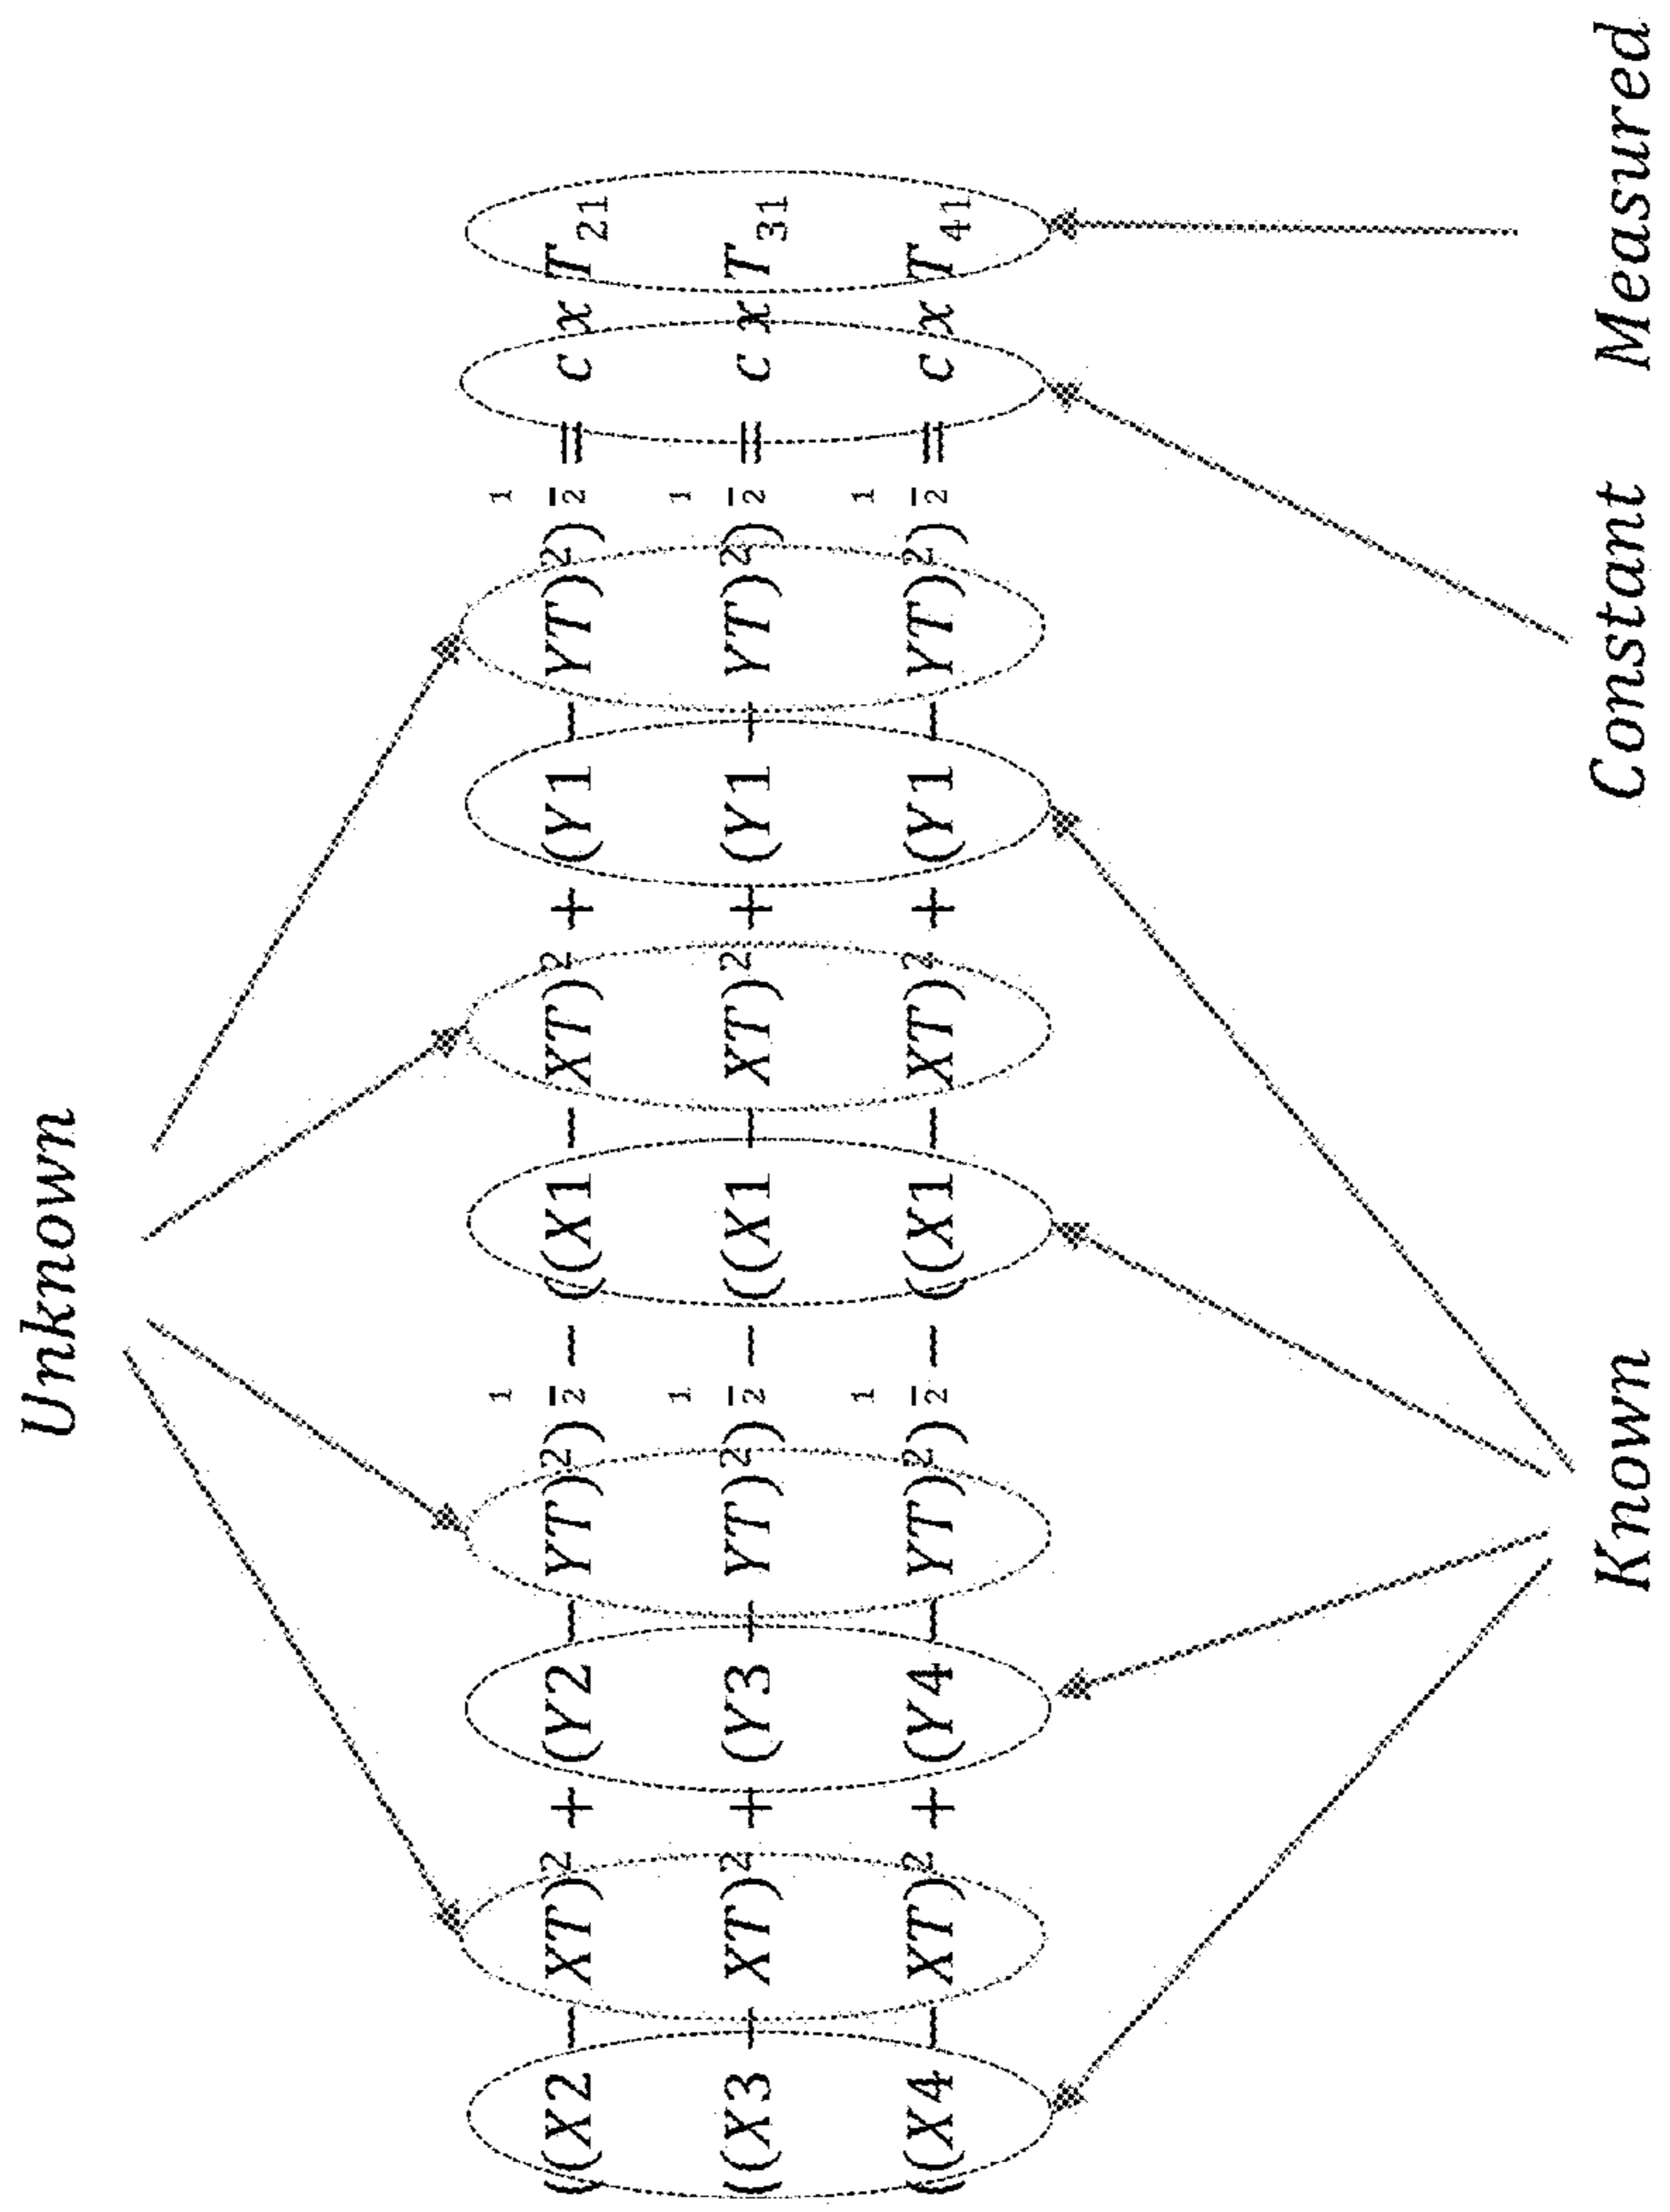 Unknown
((X2 − XT)² + (Y2 − YT)²)^{1/2} − ((X1 − XT)² + (Y1 − YT)²)^{1/2} = c x T₂₁
((X3 − XT)² + (Y3 − YT)²)^{1/2} − ((X1 − XT)² + (Y1 − YT)²)^{1/2} = c x T₃₁
((X4 − XT)² + (Y4 − YT)²)^{1/2} − ((X1 − XT)² + (Y1 − YT)²)^{1/2} = c x T₄₁
Known Constant Measured